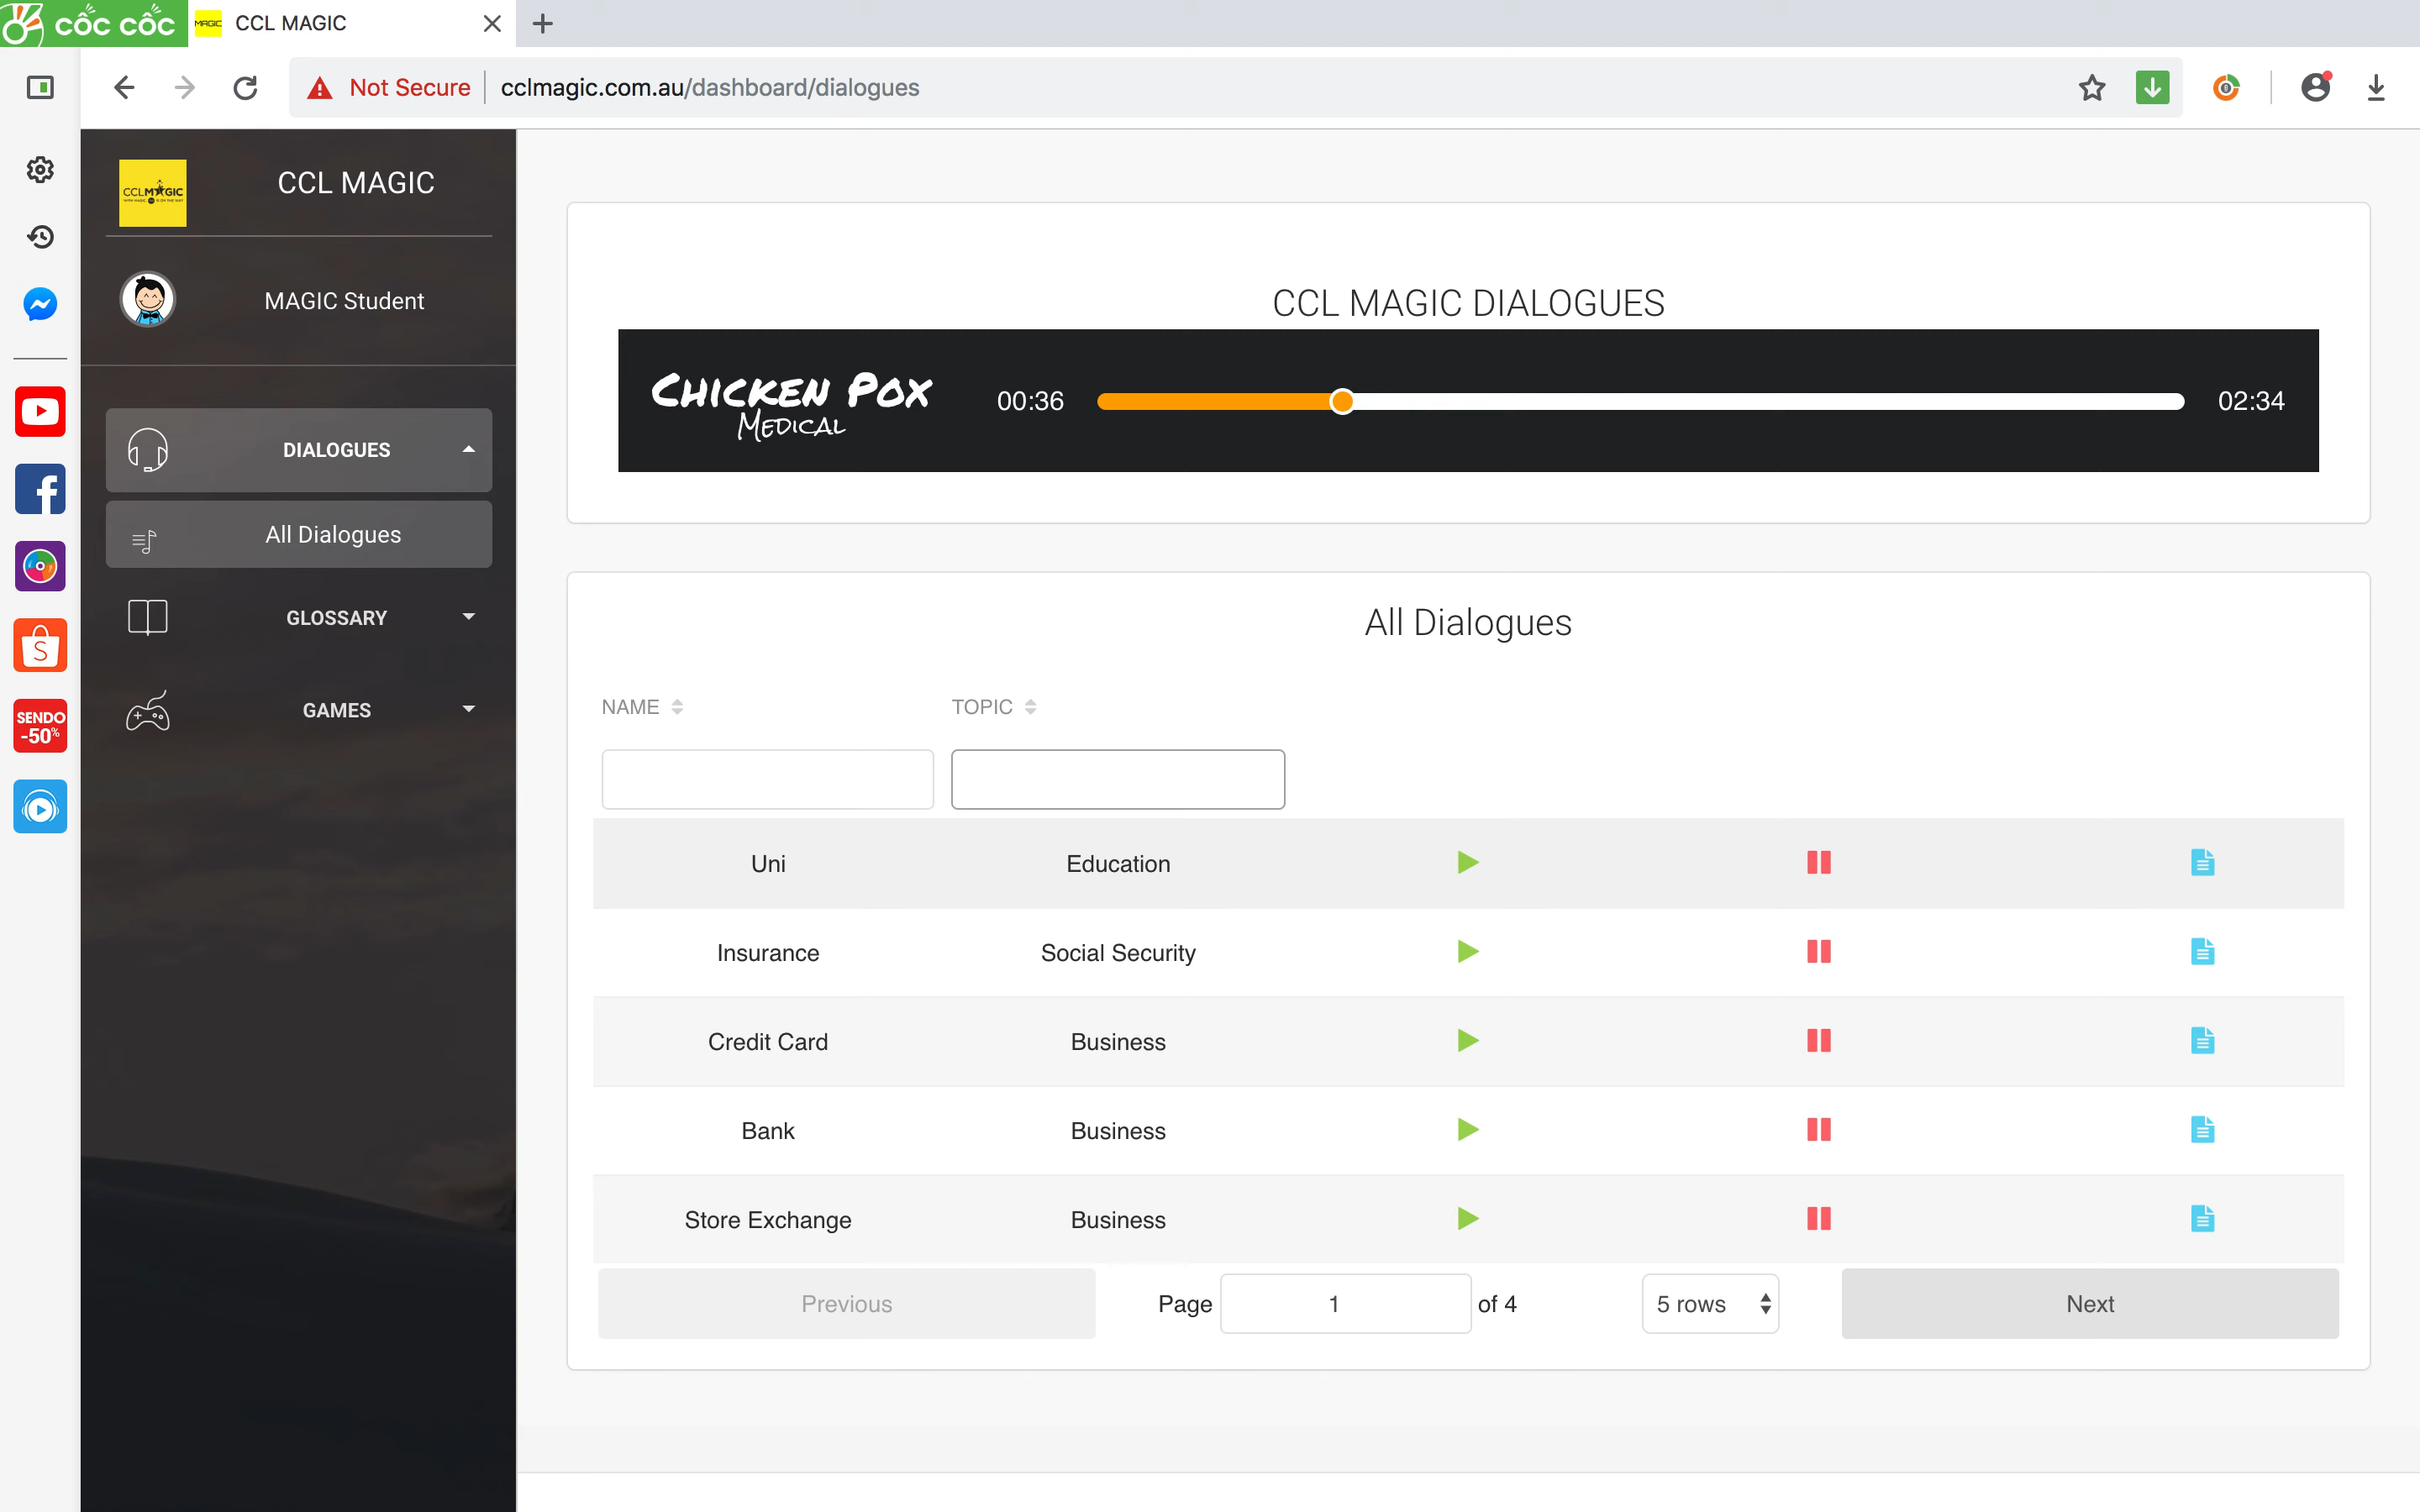 cốc cốc
MAGIC
CCL MAGIC
Not Secure
cclmagic.com.au/dashboard/dialogues
CCLMAGIC
CCL MAGIC
MAGIC Student
DIALOGUES
All Dialogues
GLOSSARY
GAMES
S
SENDO
-50%
CCL MAGIC DIALOGUES
CHICKEN POX
MEDICAL
00:36
02:34
All Dialogues
NAME
TOPIC
Uni
Education
Insurance
Social Security
Credit Card
Business
Bank
Business
Store Exchange
Business
Previous
Page
1
of 4
5 rows
Next